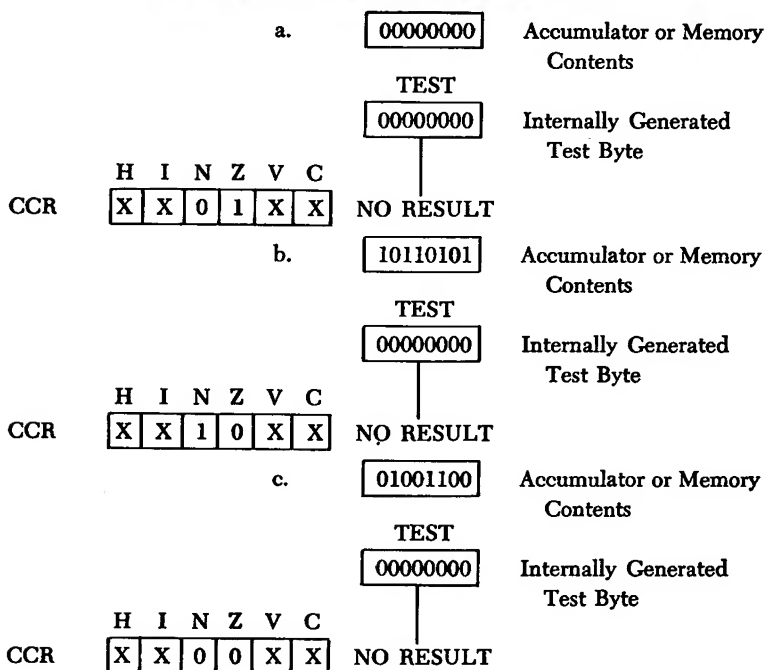 a. 00000000 Accumulator or Memory
Contents
TEST
00000000 Internally Generated
Test Byte
H I N Z V C
CCR X X 0 1 X X NO RESULT
b. 10110101 Accumulator or Memory
Contents
TEST
00000000 Internally Generated
Test Byte
H I N Z V C
CCR X X 1 0 X X NO RESULT
c. 01001100 Accumulator or Memory
Contents
TEST
00000000 Internally Generated
Test Byte
H I N Z V C
CCR X X 0 0 X X NO RESULT